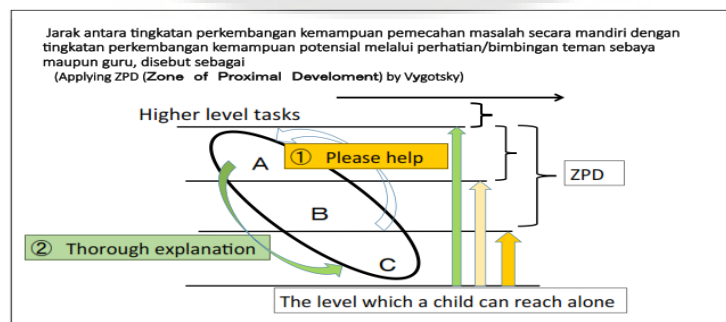 Jarak antara tingkatan perkembangan kemampuan pemecahan masalah secara mandiri dengan
tingkatan perkembangan kemampuan potensial melalui perhatian/bimbingan teman sebaya
maupun guru, disebut sebagai
(Applying ZPD (Zone of Proximal Develoment) by Vygotsky)
Higher level tasks
A
① Please help
ZPD
B
② Thorough explanation
C
The level which a child can reach alone